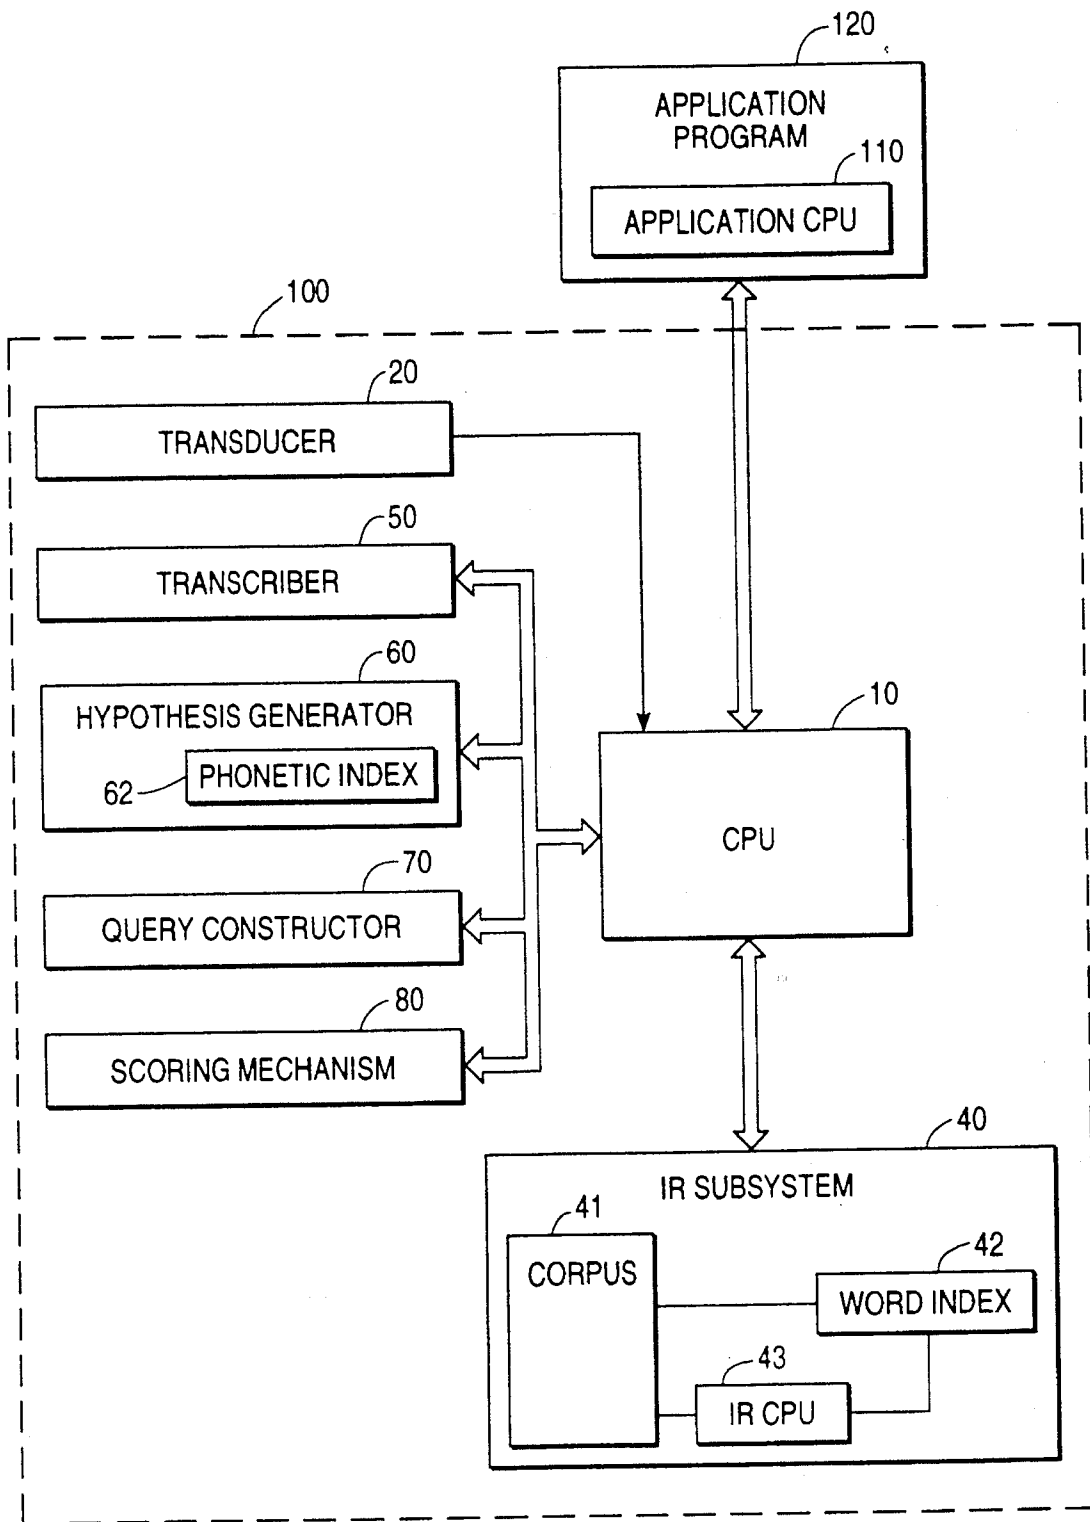 120
APPLICATION
PROGRAM
110
APPLICATION CPU
100
20
TRANSDUCER
50
TRANSCRIBER
60
HYPOTHESIS GENERATOR
62
PHONETIC INDEX
10
CPU
70
QUERY CONSTRUCTOR
80
SCORING MECHANISM
40
IR SUBSYSTEM
41
CORPUS
42
WORD INDEX
43
IR CPU